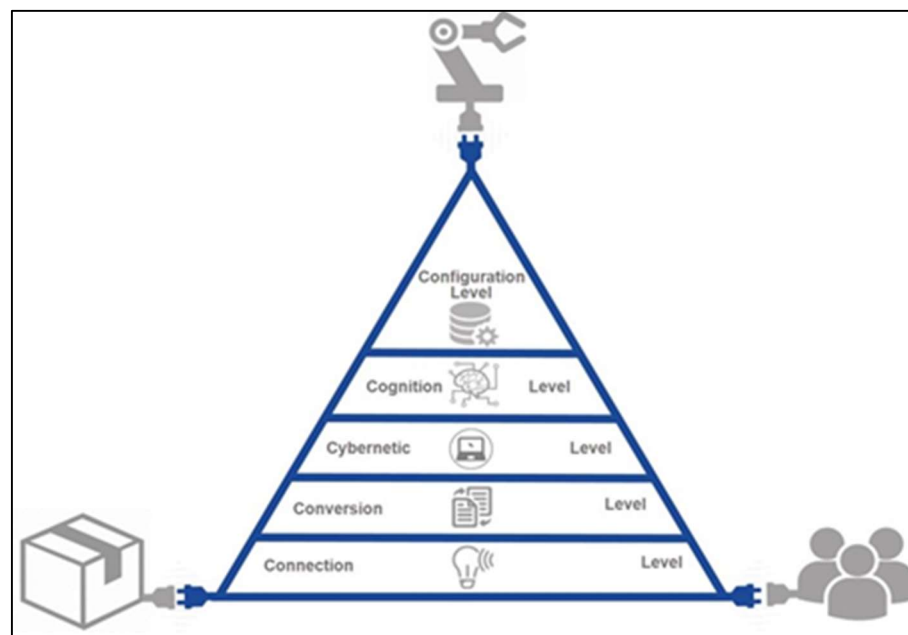 Configuration
Level
Cognition Level
Cybernetic Level
Conversion Level
Connection Level